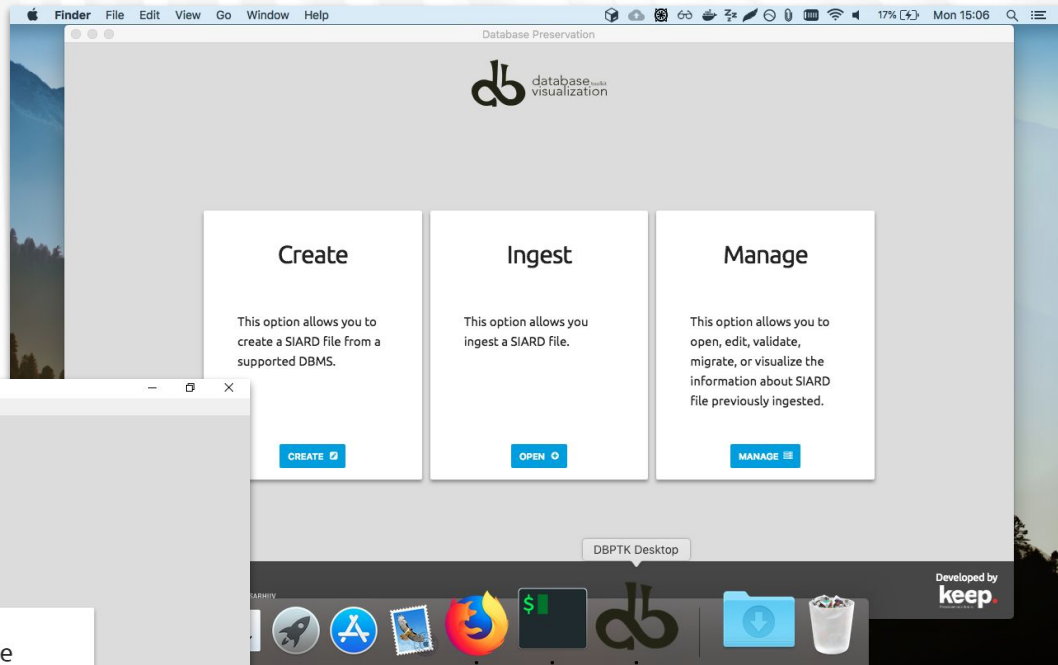 Finder File Edit View Go Window Help
17% Mon 15:06
Database Preservation
database toolkit
visualization
Create
This option allows you to
create a SIARD file from a
supported DBMS.
CREATE
Ingest
This option allows you
ingest a SIARD file.
OPEN
Manage
This option allows you to
open, edit, validate,
migrate, or visualize the
information about SIARD
file previously ingested.
MANAGE
DBPTK Desktop
Developed by
keep.
SARHIIV
$
e